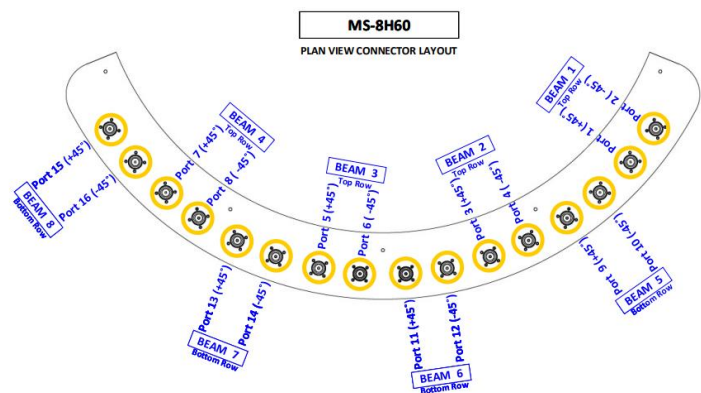 MS-8H60
PLAN VIEW CONNECTOR LAYOUT
BEAM 1
Top Row
Port 1 (+45°)
Port 2 (-45°)
BEAM 4
Top Row
Port 7 (+45°)
Port 8 (-45°)
BEAM 3
Top Row
Port 5 (+45°)
Port 6 (-45°)
BEAM 2
Top Row
Port 3 (+45°)
Port 4 (-45°)
Port 15 (+45°)
Port 16 (-45°)
BEAM 8
Bottom Row
Port 13 (+45°)
Port 14 (-45°)
BEAM 7
Bottom Row
Port 11 (+45°)
Port 12 (-45°)
BEAM 6
Bottom Row
Port 9 (+45°)
Port 10 (-45°)
BEAM 5
Bottom Row